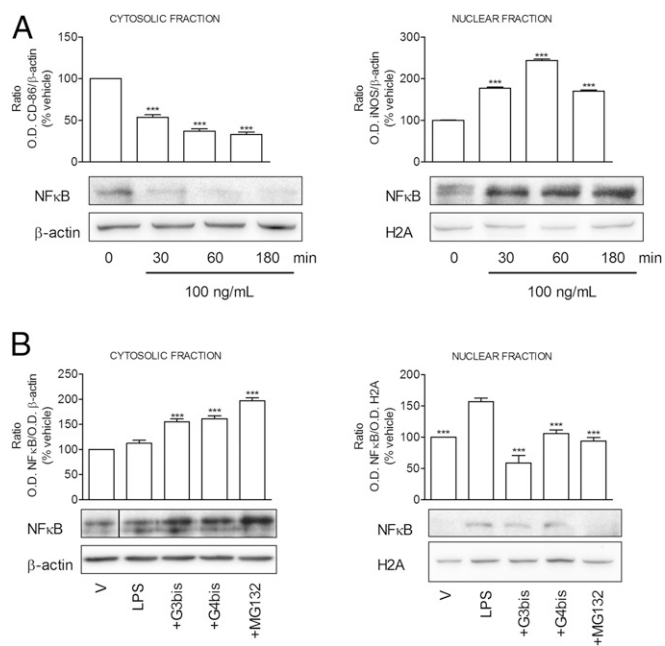 A
CYTOSOLIC FRACTION
Ratio
O.D. CD-86/β-actin
(% vehicle)
150
100
50
0
***
***
***
NFκB
β-actin
0 30 60 180 min
100 ng/mL
NUCLEAR FRACTION
Ratio
O.D. iNOS/β-actin
(% vehicle)
300
200
100
0
***
***
***
NFκB
H2A
0 30 60 180 min
100 ng/mL
B
CYTOSOLIC FRACTION
Ratio
O.D. NFκB/O.D. β-actin
(% vehicle)
250
200
150
100
50
0
***
***
***
NFκB
β-actin
V
LPS
+G3bis
+G4bis
+MG132
NUCLEAR FRACTION
Ratio
O.D. NFκB/O.D. H2A
(% vehicle)
200
150
100
50
0
***
***
***
***
NFκB
H2A
V
LPS
+G3bis
+G4bis
+MG132